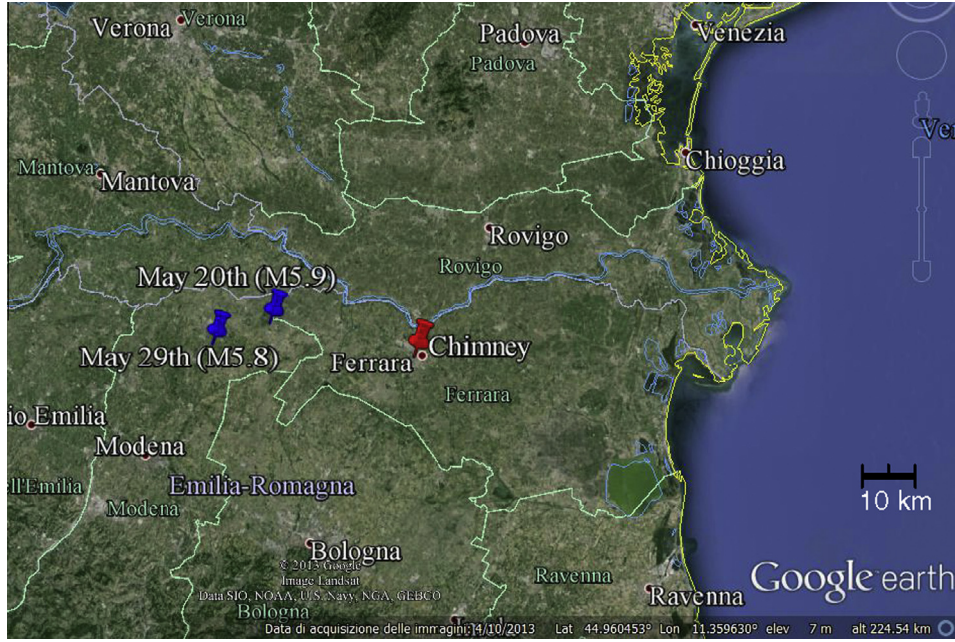 Verona
Verona
Padova
Padova
Venezia
Mantova
Mantova
Chioggia
Rovigo
Rovigo
May 20th (M5.9)
May 29th (M5.8)
Chimney
Ferrara
Ferrara
io Emilia
Modena
ell'Emilia
Modena
Emilia-Romagna
10 km
Bologna
© 2013 Google
Image Landsat
Data SIO, NOAA, U.S. Navy, NGA, GEBCO
Bologna
Ravenna
Ravenna
Google earth
Data di acquisizione delle immagini: 4/10/2013 Lat 44.960453° Lon 11.359630° elev 7 m alt 224.54 km